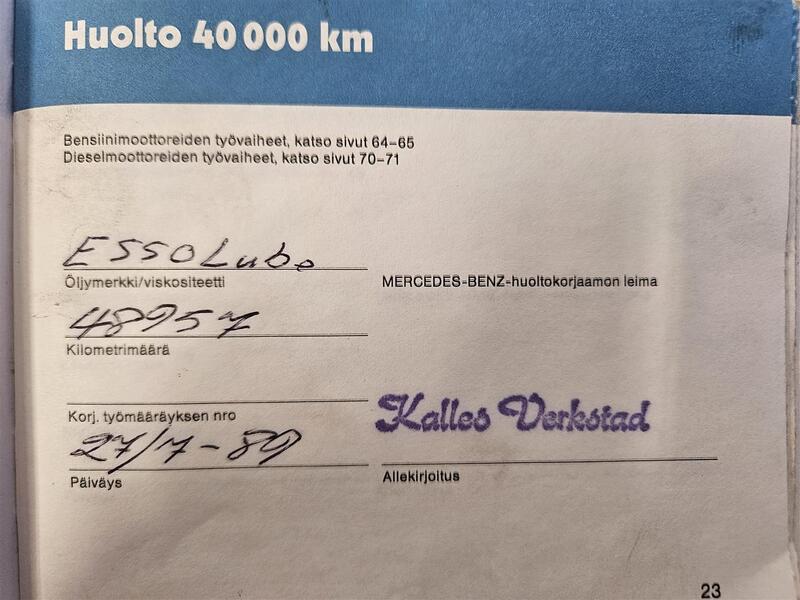 Huolto 40 000 km
Bensiinimoottoreiden työvaiheet, katso sivut 64–65
Dieselmoottoreiden työvaiheet, katso sivut 70–71
ESSOLube
Öljymerkki/viskositeetti
MERCEDES-BENZ-huoltokorjaamon leima
48957
Kilometrimäärä
Korj. työmääräyksen nro
Kalles Verkstad
27/7-89
Päiväys
Allekirjoitus
23